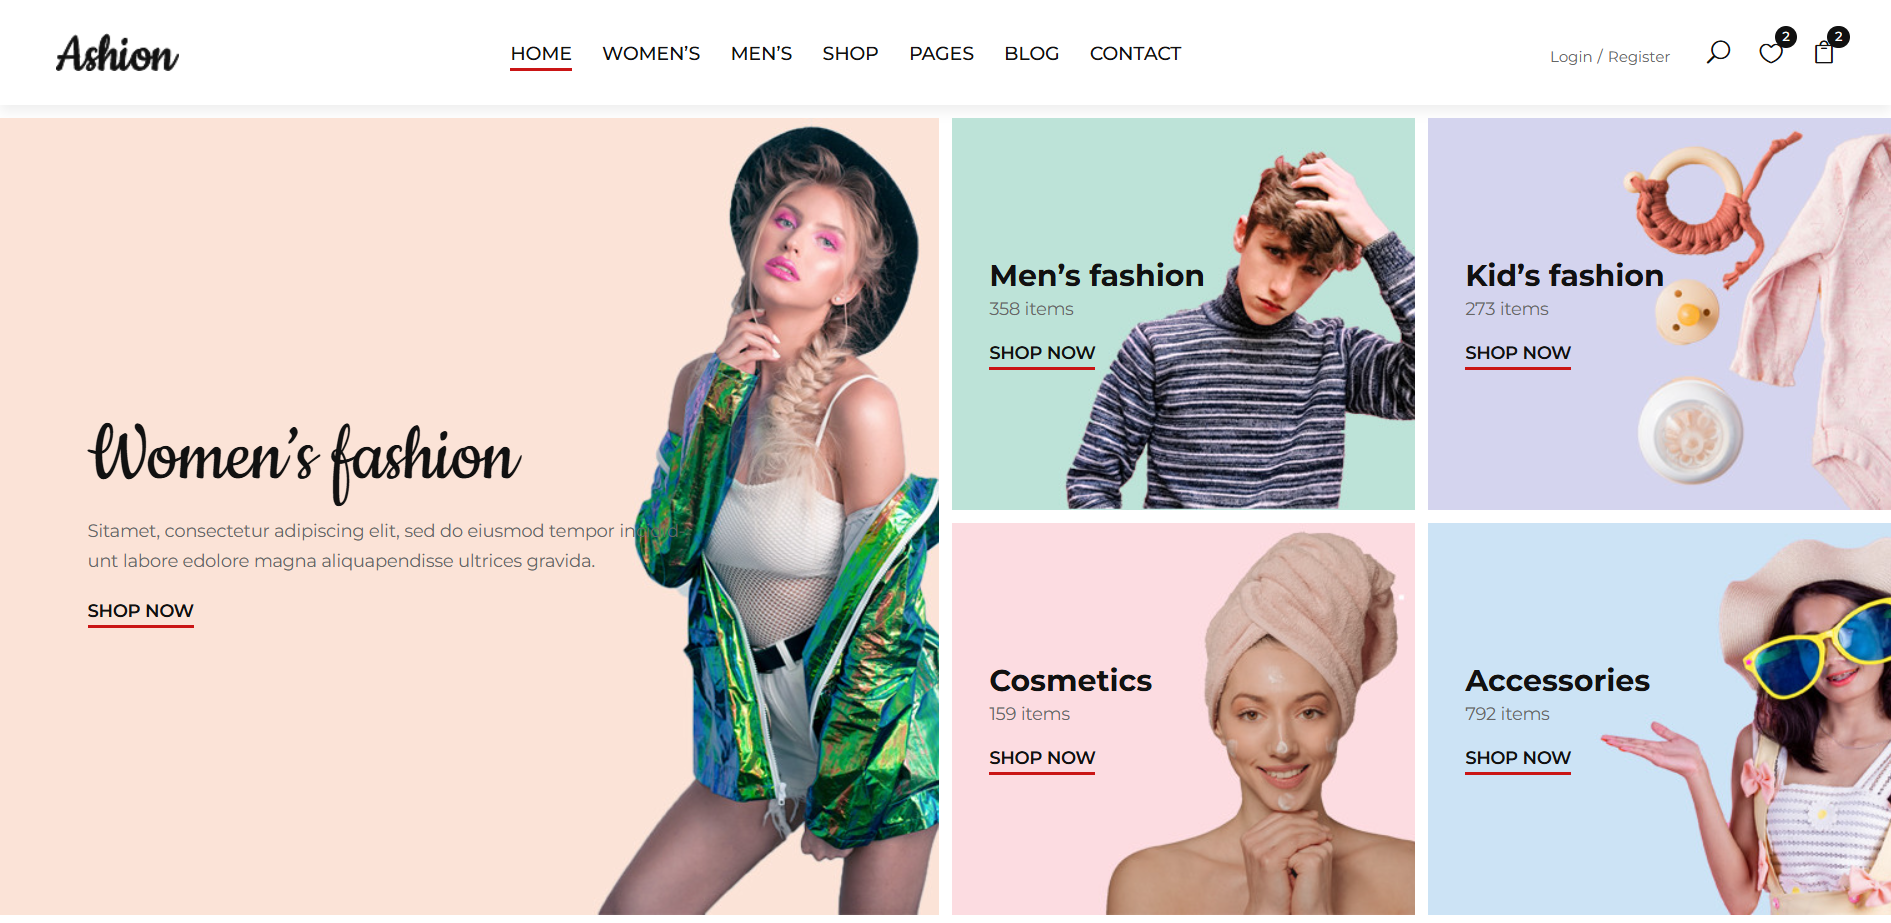 Ashion
HOME WOMEN'S MEN'S SHOP PAGES BLOG CONTACT
Login / Register
2
2
Women's fashion
Sitamet, consectetur adipiscing elit, sed do eiusmod tempor incidid-
unt labore edolore magna aliquapendisse ultrices gravida.
SHOP NOW
Men's fashion
358 items
SHOP NOW
Kid's fashion
273 items
SHOP NOW
Cosmetics
159 items
SHOP NOW
Accessories
792 items
SHOP NOW